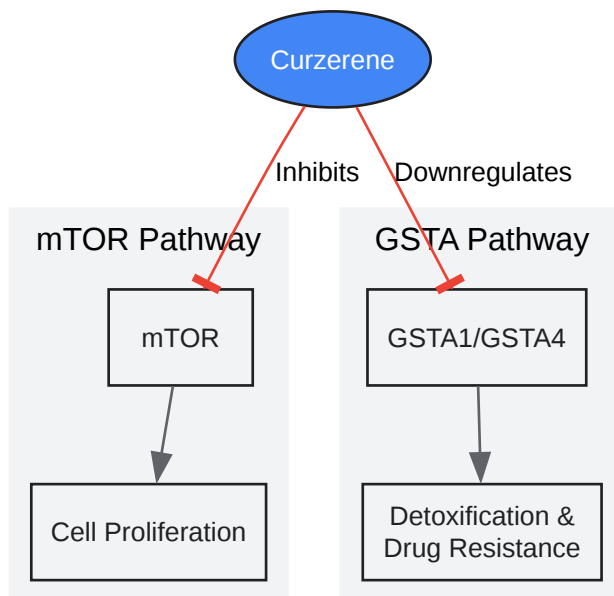 Curzerene
Inhibits
Downregulates
mTOR Pathway
GSTA Pathway
mTOR
GSTA1/GSTA4
Cell Proliferation
Detoxification &
Drug Resistance